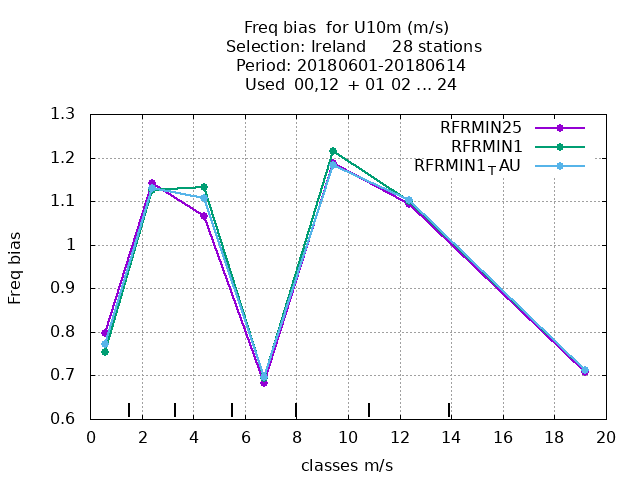 Freq bias  for U10m (m/s)
Selection: Ireland     28 stations
Period: 20180601-20180614
Used  00,12  + 01 02 ... 24
RFRMIN25
RFRMIN1
RFRMIN1TAU
1.3
1.2
1.1
1
0.9
0.8
0.7
0.6
Freq bias
0 2 4 6 8 10 12 14 16 18 20
classes m/s